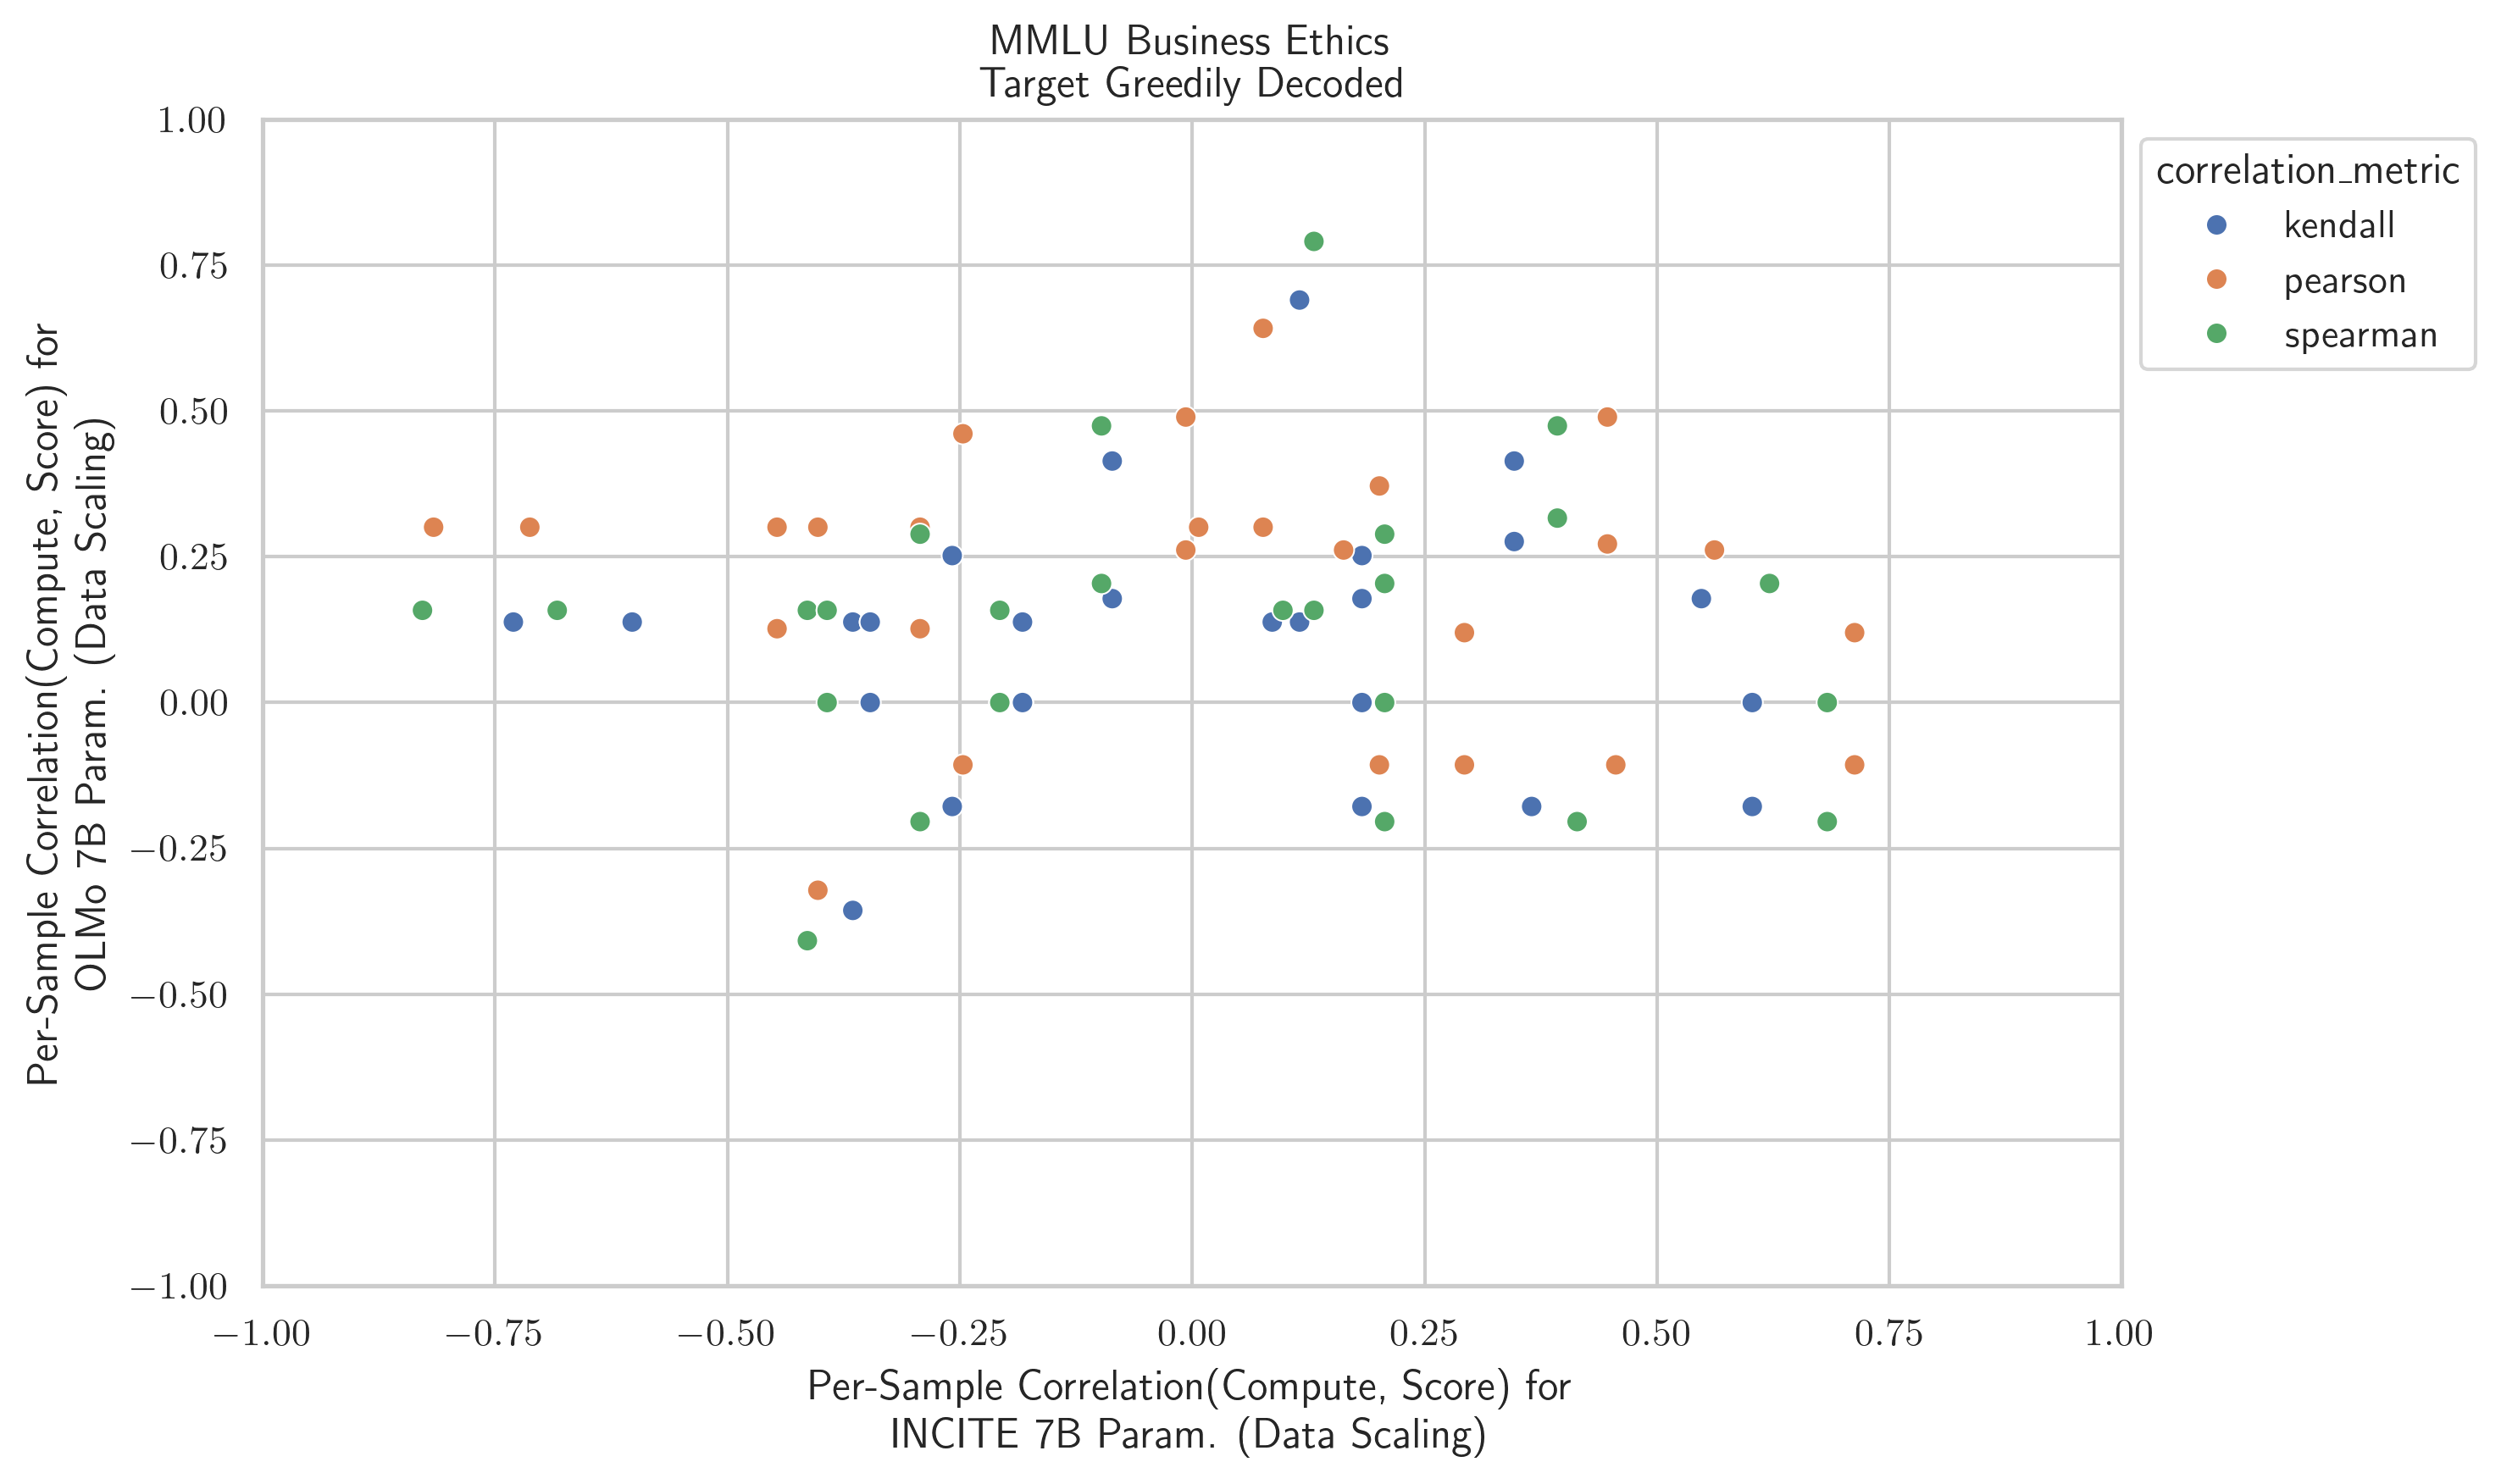 MMLU Business Ethics
Target Greedily Decoded
1.00
0.75
0.50
0.25
0.00
−0.25
−0.50
−0.75
−1.00
Per-Sample Correlation(Compute, Score) for
OLMo 7B Param. (Data Scaling)
correlation_metric
kendall
pearson
spearman
−1.00 −0.75 −0.50 −0.25 0.00 0.25 0.50 0.75 1.00
Per-Sample Correlation(Compute, Score) for
INCITE 7B Param. (Data Scaling)